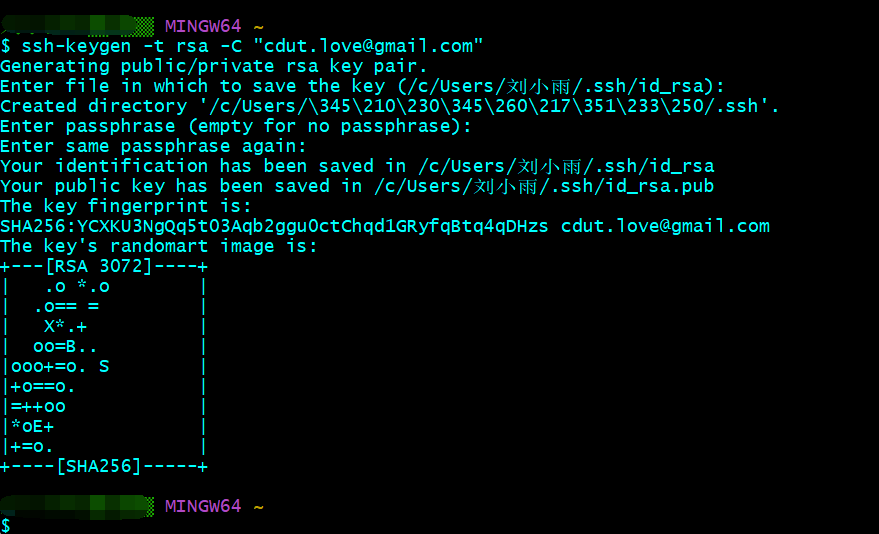 MINGW64 ~
$ ssh-keygen -t rsa -C "cdut.love@gmail.com"
Generating public/private rsa key pair.
Enter file in which to save the key (/c/Users/刘小雨/.ssh/id_rsa):
Created directory '/c/Users/\345\210\230\345\260\217\351\233\250/.ssh'.
Enter passphrase (empty for no passphrase):
Enter same passphrase again:
Your identification has been saved in /c/Users/刘小雨/.ssh/id_rsa
Your public key has been saved in /c/Users/刘小雨/.ssh/id_rsa.pub
The key fingerprint is:
SHA256:YCXKU3NgQq5tO3Aqb2gguOctChqd1GRyfqBtq4qDHzs cdut.love@gmail.com
The key's randomart image is:
+---[RSA 3072]----+
|   .o *.o        |
|  .o== =         |
|   X*.+          |
|  oo=B..         |
|ooo+=o. S        |
|+o==o.           |
|=++oo            |
|*oE+             |
|+=o.             |
+----[SHA256]-----+
MINGW64 ~
$